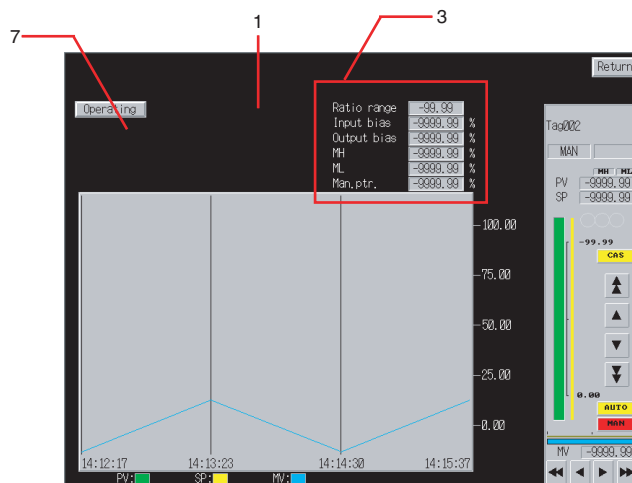 7
1
3
Return
Operating
Ratio range -99.99
Input bias -9999.99 %
Output bias -9999.99 %
MH -9999.99 %
ML -9999.99 %
Man.ptr. -9999.99 %
Tag002
MAN
MH ML
PV -9999.99
SP -9999.99
-99.99
CAS
0.00
AUTO
MAN
MV -9999.99
100.00
75.00
50.00
25.00
0.00
14:12:17 14:13:23 14:14:30 14:15:37
PV: SP: MV: